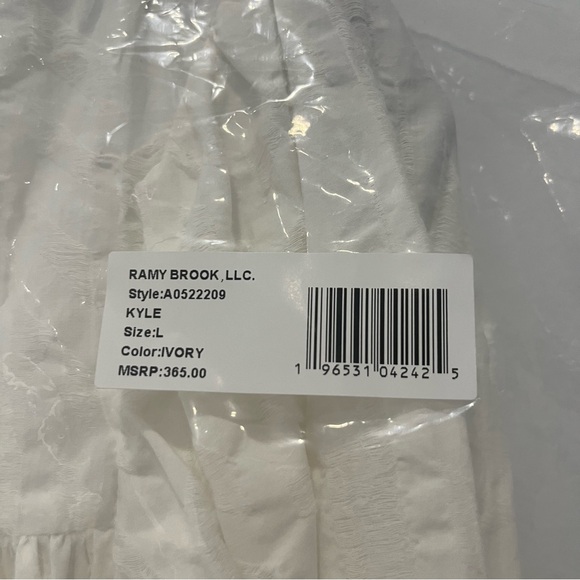 RAMY BROOK, LLC.
Style:A0522209
KYLE
Size:L
Color:IVORY
MSRP:365.00
1 96531 04242 5